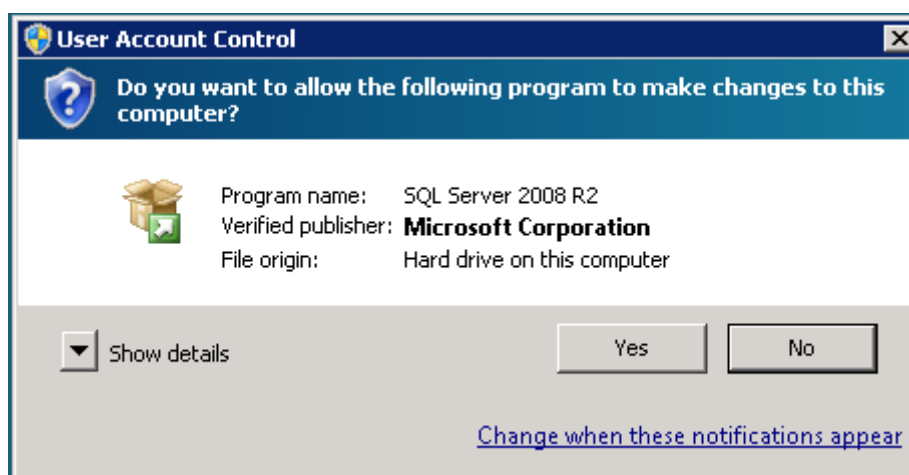 User Account Control
Do you want to allow the following program to make changes to this
computer?
Program name: SQL Server 2008 R2
Verified publisher: Microsoft Corporation
File origin: Hard drive on this computer
Show details
Yes
No
Change when these notifications appear